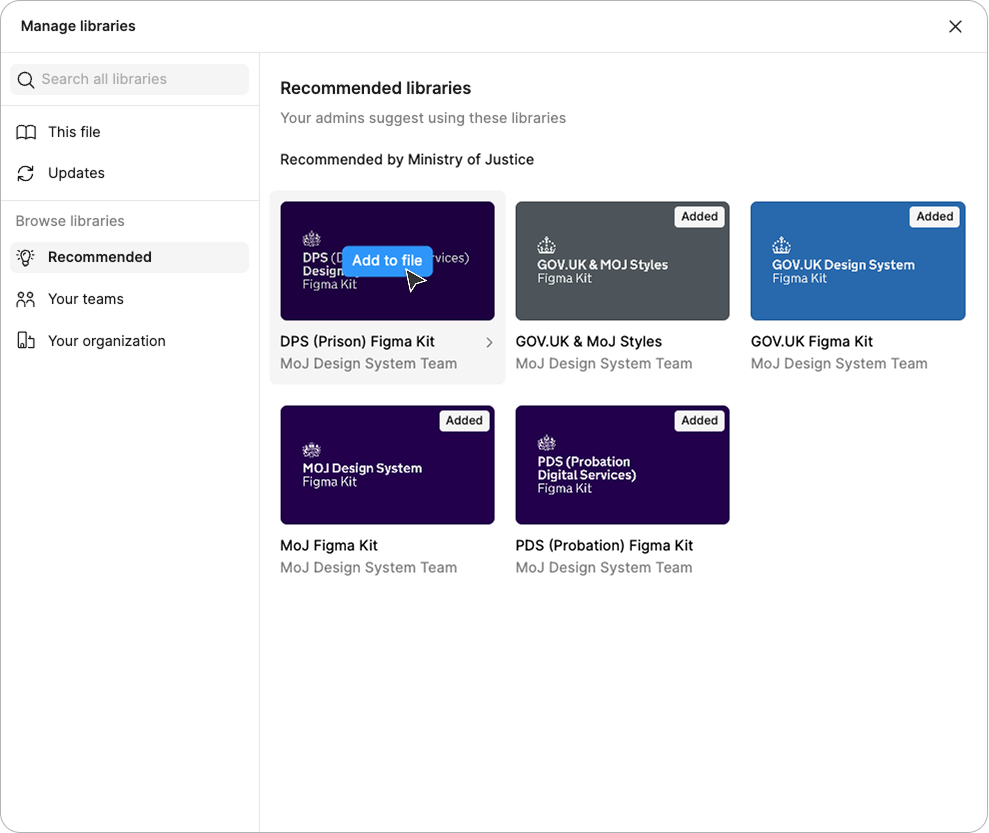 Manage libraries
Search all libraries
This file
Updates
Browse libraries
Recommended
Your teams
Your organization
Recommended libraries
Your admins suggest using these libraries
Recommended by Ministry of Justice
DPS (D
vices)
Design
Figma Kit
Add to file
DPS (Prison) Figma Kit
MoJ Design System Team
Added
GOV.UK & MOJ Styles
Figma Kit
GOV.UK & MoJ Styles
MoJ Design System Team
Added
GOV.UK Design System
Figma Kit
GOV.UK Figma Kit
MoJ Design System Team
Added
MOJ Design System
Figma Kit
MoJ Figma Kit
MoJ Design System Team
Added
PDS (Probation
Digital Services)
Figma Kit
PDS (Probation) Figma Kit
MoJ Design System Team